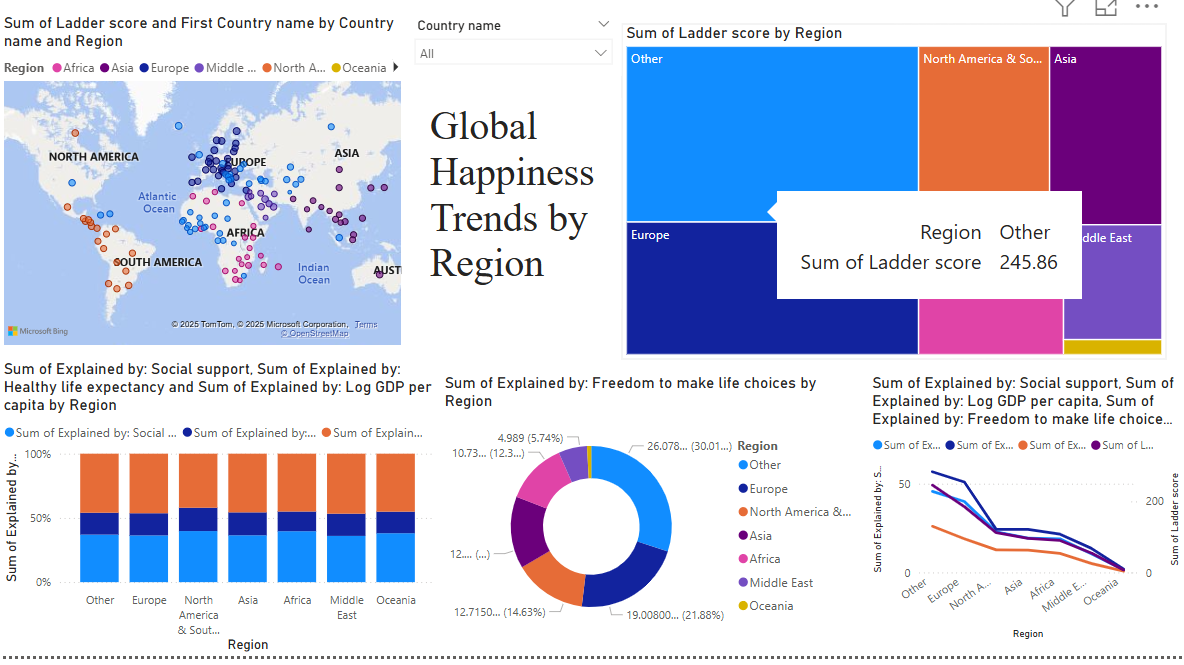 Sum of Ladder score and First Country name by Country
name and Region
Region Africa Asia Europe Middle ... North A... Oceania
NORTH AMERICA
EUROPE
ASIA
Atlantic
Ocean
AFRICA
SOUTH AMERICA
Indian
Ocean
AUST
Microsoft Bing
© 2025 TomTom, © 2025 Microsoft Corporation, Terms
© OpenStreetMap
Country name
All
Global
Happiness
Trends by
Region
Sum of Ladder score by Region
Other
North America & So...
Asia
Europe
ddle East
Region Other
Sum of Ladder score 245.86
Sum of Explained by: Social support, Sum of Explained by:
Healthy life expectancy and Sum of Explained by: Log GDP per
capita by Region
Sum of Explained by: Social ... Sum of Explained by:... Sum of Explain...
Sum of Explained by...
100%
50%
0%
Other Europe North America & Sout... Asia Africa Middle East Oceania
Region
Sum of Explained by: Freedom to make life choices by
Region
4.989 (5.74%)
26.078... (30.01...)
10.73... (12.3...)
12.... (...)
12.7150... (14.63%)
19.00800... (21.88%)
Region
Other
Europe
North America &...
Asia
Africa
Middle East
Oceania
Sum of Explained by: Social support, Sum of
Explained by: Log GDP per capita, Sum of
Explained by: Freedom to make life choice...
Sum of Ex... Sum of Ex... Sum of Ex... Sum of L...
Sum of Explained by: S...
50
0
200
0
Sum of Ladder score
Other Europe North A... Asia Africa Middle E... Oceania
Region